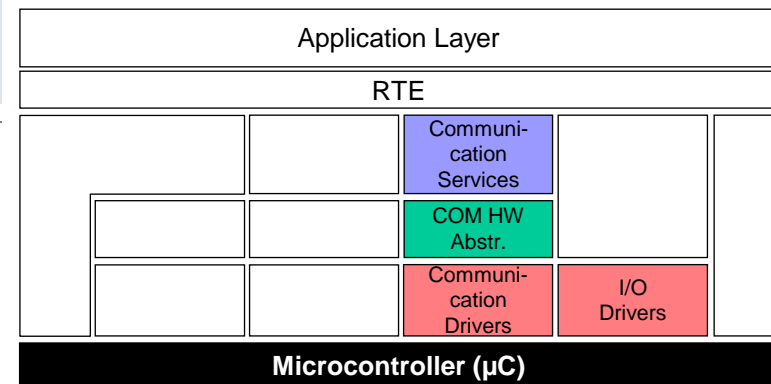 Application Layer
RTE
Communi-
cation
Services
COM HW
Abstr.
Communi-
cation
Drivers
I/O
Drivers
Microcontroller (µC)